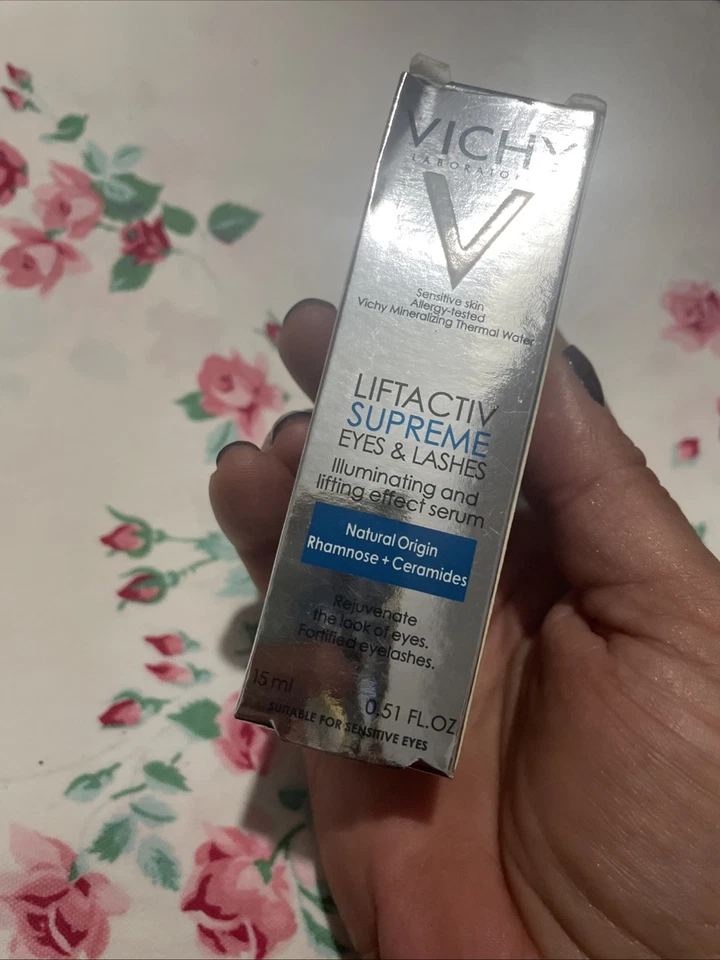 VICHY
LABORATOI
V
Sensitive skin
Allergy-tested
Vichy Mineralizing Thermal Water
LIFTACTIV
SUPREME
EYES & LASHES
Illuminating and
lifting effect serum
Natural Origin
Rhamnose + Ceramides
Rejuvenate
the look of eyes.
Fortified eyelashes.
15 ml 0.51 FL.OZ
SUITABLE FOR SENSITIVE EYES